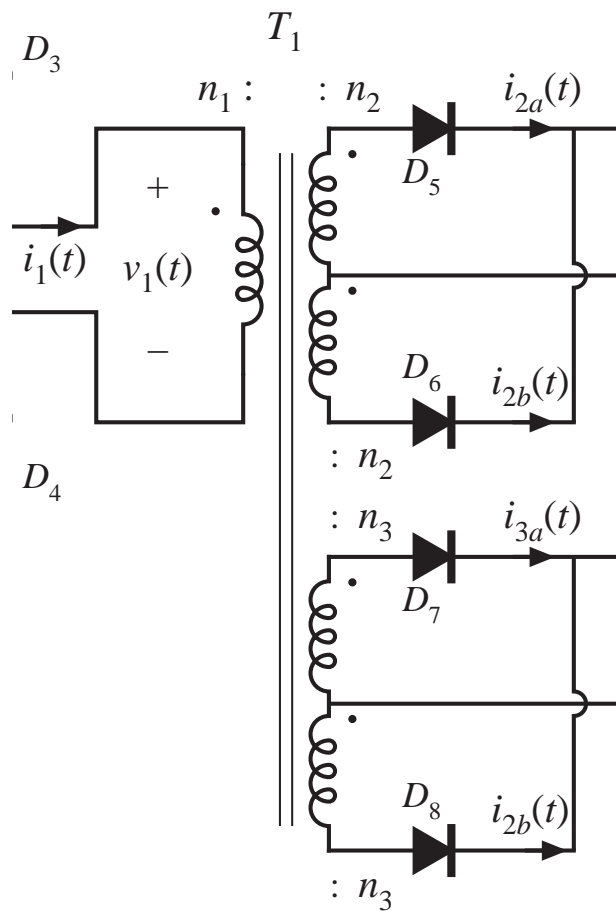 T₁
D₃
n₁ : : n₂ i₂ₐ(t)
D₅
+
i₁(t) v₁(t)
–
D₆ i₂b(t)
: n₂
D₄
: n₃ i₃ₐ(t)
D₇
D₈ i₂b(t)
: n₃